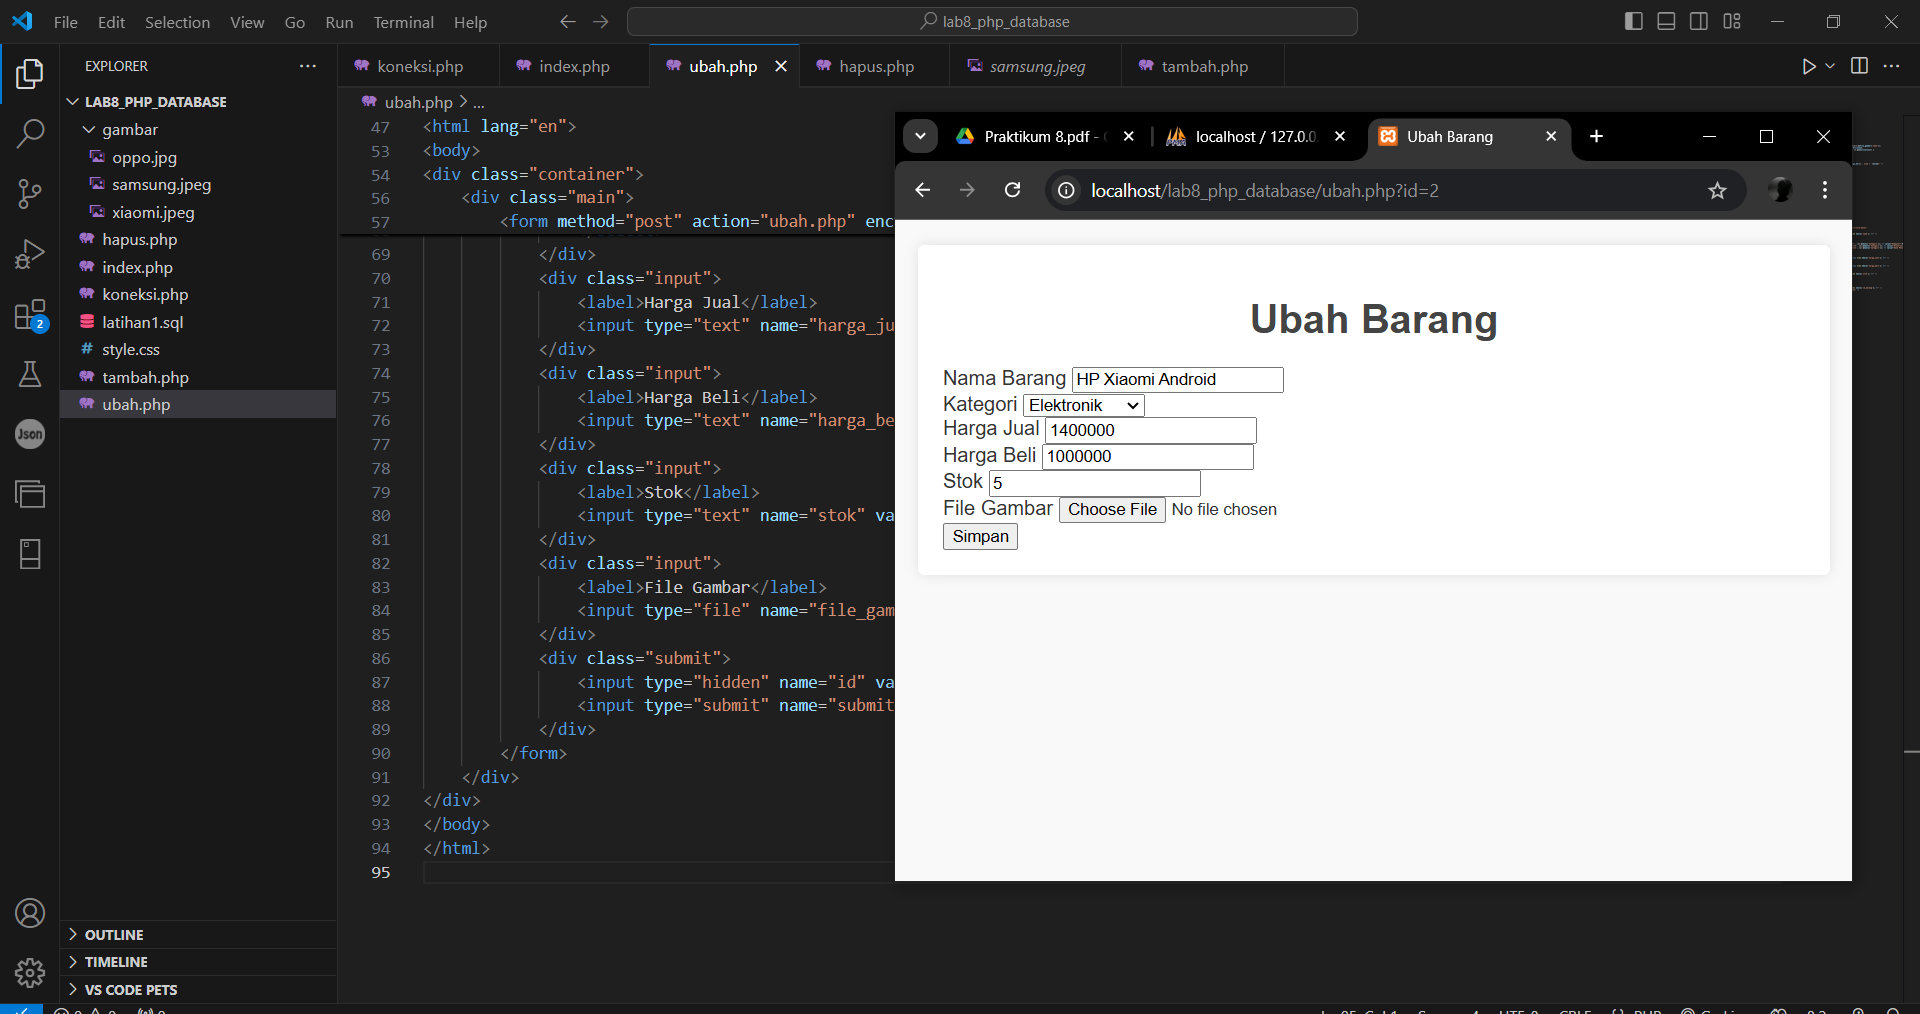 File Edit Selection View Go Run Terminal Help
lab8_php_database
EXPLORER
LAB8_PHP_DATABASE
gambar
oppo.jpg
samsung.jpeg
xiaomi.jpeg
hapus.php
index.php
koneksi.php
latihan1.sql
style.css
tambah.php
ubah.php
2
Json
OUTLINE
TIMELINE
VS CODE PETS
koneksi.php index.php ubah.php hapus.php samsung.jpeg tambah.php
ubah.php > ...
47 <html lang="en">
53 <body>
54 <div class="container">
56 <div class="main">
57 <form method="post" action="ubah.php" enc
69 </div>
70 <div class="input">
71 <label>Harga Jual</label>
72 <input type="text" name="harga_ju
73 </div>
74 <div class="input">
75 <label>Harga Beli</label>
76 <input type="text" name="harga_be
77 </div>
78 <div class="input">
79 <label>Stok</label>
80 <input type="text" name="stok" va
81 </div>
82 <div class="input">
83 <label>File Gambar</label>
84 <input type="file" name="file_gam
85 </div>
86 <div class="submit">
87 <input type="hidden" name="id" va
88 <input type="submit" name="submit
89 </div>
90 </form>
91 </div>
92 </div>
93 </body>
94 </html>
95
Praktikum 8.pdf - localhost / 127.0.0 Ubah Barang
localhost/lab8_php_database/ubah.php?id=2
Ubah Barang
Nama Barang HP Xiaomi Android
Kategori Elektronik
Harga Jual 1400000
Harga Beli 1000000
Stok 5
File Gambar Choose File No file chosen
Simpan